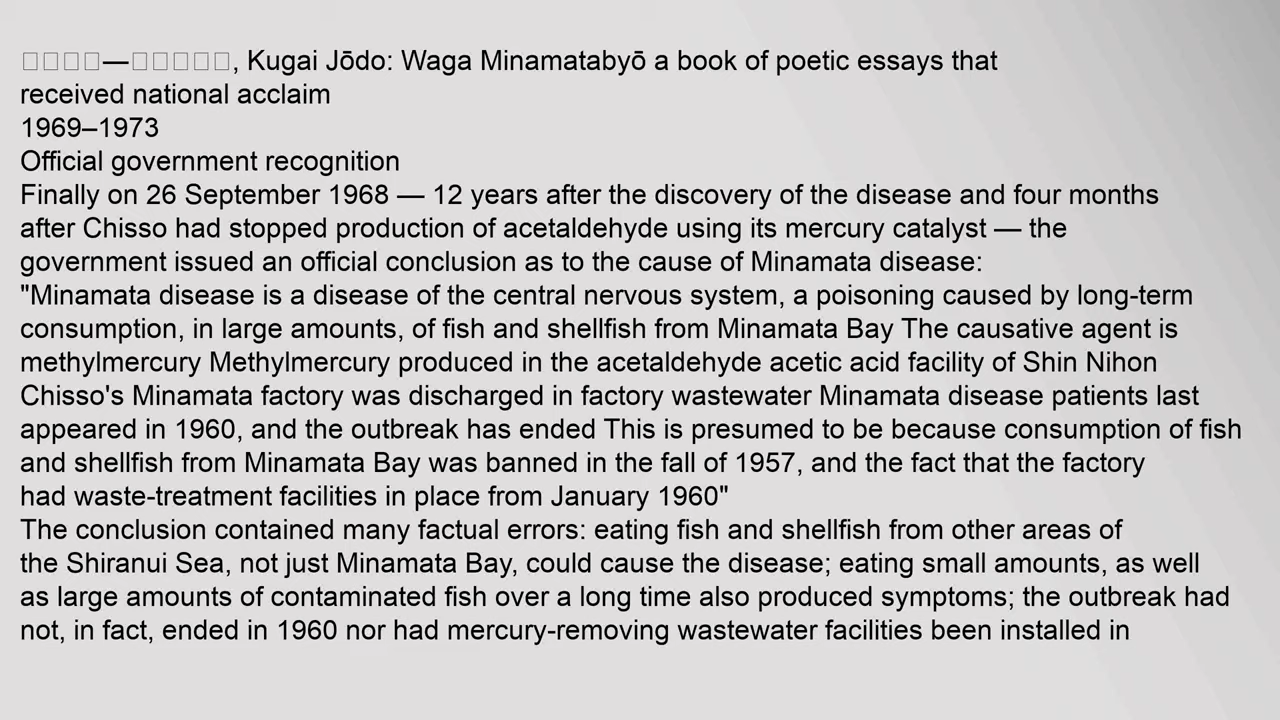 —, Kugai Jōdo: Waga Minamatabyō a book of poetic essays that
received national acclaim
1969–1973
Official government recognition
Finally on 26 September 1968 — 12 years after the discovery of the disease and four months
after Chisso had stopped production of acetaldehyde using its mercury catalyst — the
government issued an official conclusion as to the cause of Minamata disease:
"Minamata disease is a disease of the central nervous system, a poisoning caused by long-term
consumption, in large amounts, of fish and shellfish from Minamata Bay The causative agent is
methylmercury Methylmercury produced in the acetaldehyde acetic acid facility of Shin Nihon
Chisso's Minamata factory was discharged in factory wastewater Minamata disease patients last
appeared in 1960, and the outbreak has ended This is presumed to be because consumption of fish
and shellfish from Minamata Bay was banned in the fall of 1957, and the fact that the factory
had waste-treatment facilities in place from January 1960"
The conclusion contained many factual errors: eating fish and shellfish from other areas of
the Shiranui Sea, not just Minamata Bay, could cause the disease; eating small amounts, as well
as large amounts of contaminated fish over a long time also produced symptoms; the outbreak had
not, in fact, ended in 1960 nor had mercury-removing wastewater facilities been installed in